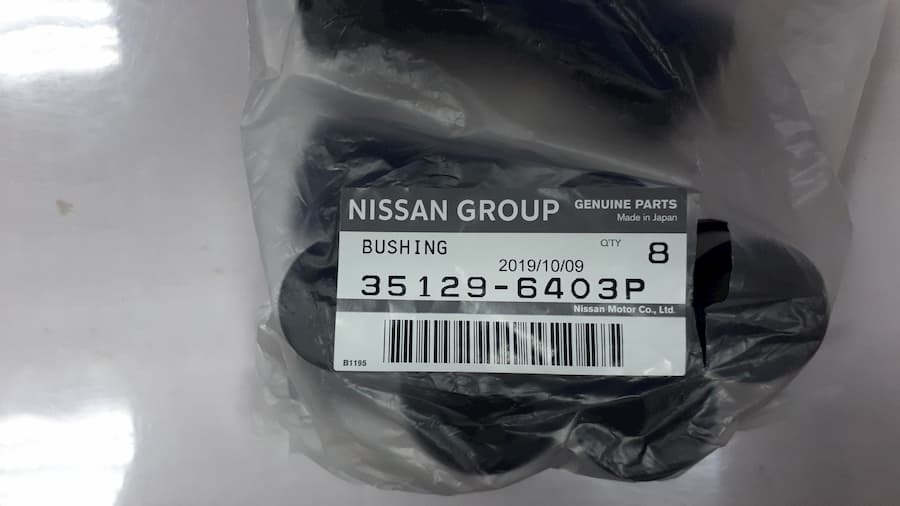 NISSAN GROUP GENUINE PARTS
Made in Japan
BUSHING Q'TY 8
2019/10/09
35129-6403P
Nissan Motor Co., Ltd.
B1195